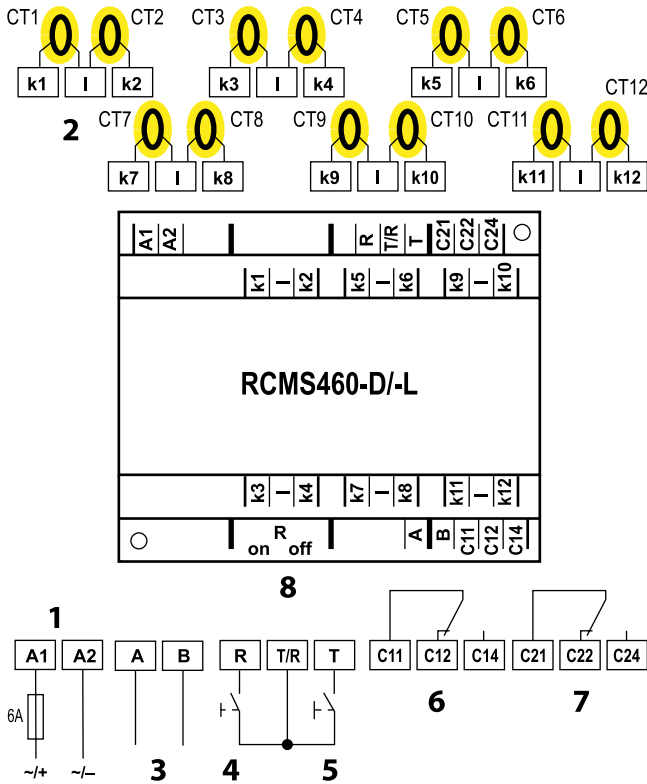 CT1 CT2 CT3 CT4 CT5 CT6
k1 I k2 k3 I k4 k5 I k6
CT12
2 CT7 CT8 CT9 CT10 CT11
k7 I k8 k9 I k10 k11 I k12
A1 A2 R T/R T C21 C22 C24
k1 I k2 k5 I k6 k9 I k10
RCMS460-D/-L
k3 I k4 k7 I k8 k11 I k12
R
on off A B C11 C12 C14
8
1
A1 A2 A B R T/R T C11 C12 C14 C21 C22 C24
6A
6 7
~/+ ~/– 3 4 5